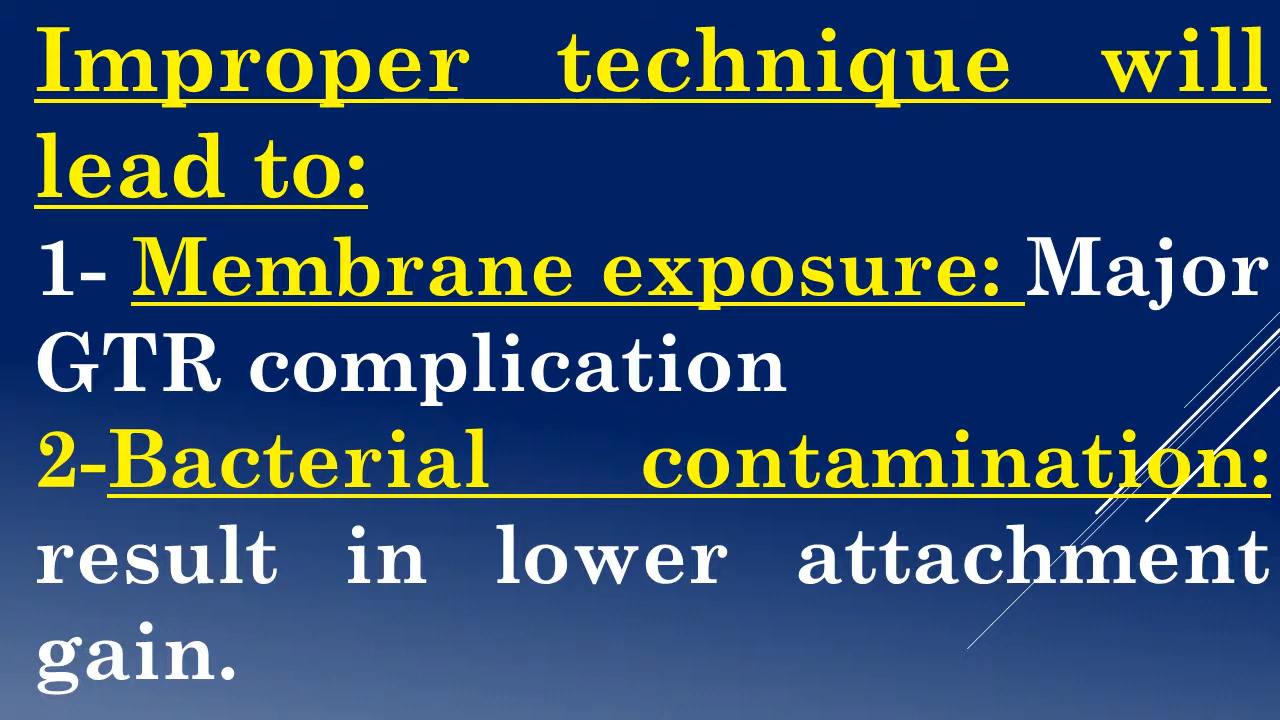 Improper technique will
lead to:
1- Membrane exposure: Major
GTR complication
2-Bacterial contamination:
result in lower attachment
gain.